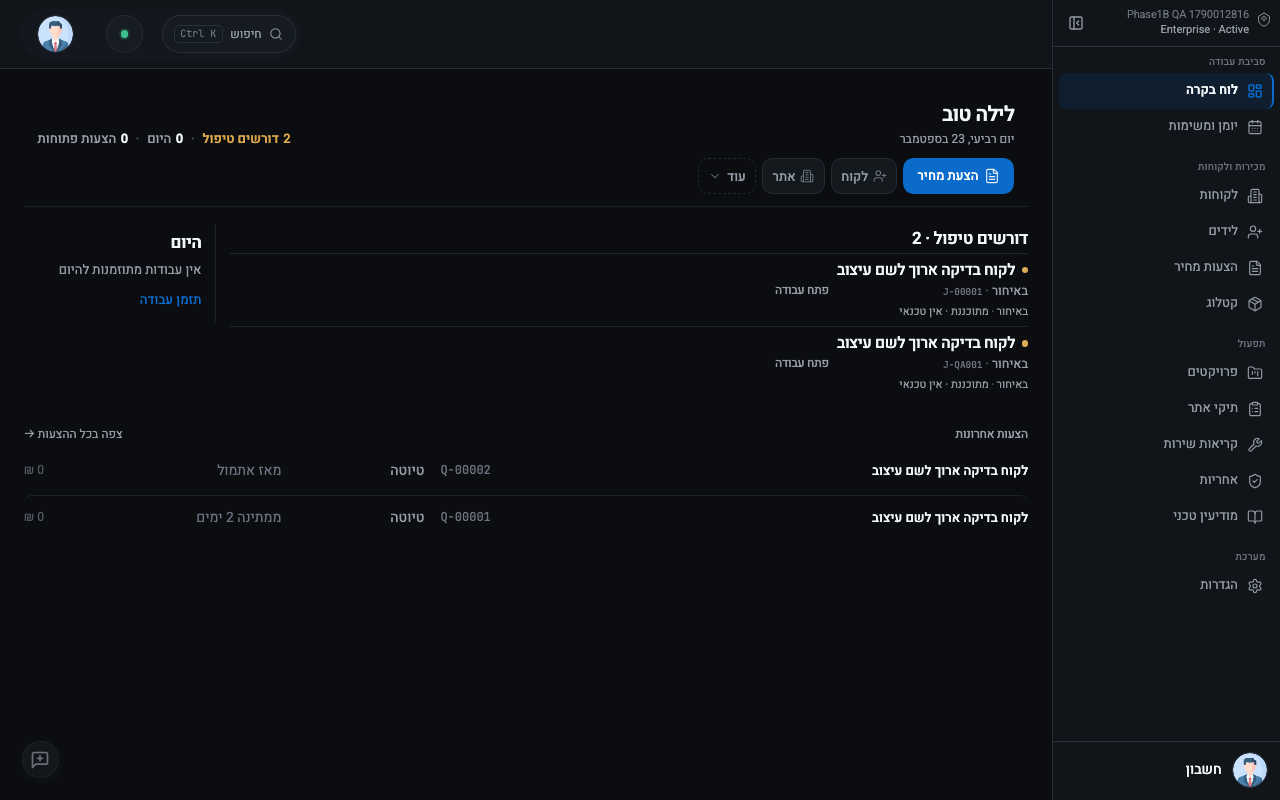 Phase1B QA 1790012816
Enterprise · Active
סביבת עבודה
לוח בקרה
יומן ומשימות
מכירות ולקוחות
לקוחות
לידים
הצעות מחיר
קטלוג
תפעול
פרויקטים
תיקי אתר
קריאות שירות
אחריות
מודיעין טכני
מערכת
הגדרות
חשבון
חיפוש Ctrl K
לילה טוב
יום רביעי, 23 בספטמבר
2 דורשים טיפול · 0 היום · 0 הצעות פתוחות
הצעת מחיר
לקוח
אתר
עוד
דורשים טיפול · 2
לקוח בדיקה ארוך לשם עיצוב
באיחור · J-00001 פתח עבודה
באיחור · מתוכננת · אין טכנאי
לקוח בדיקה ארוך לשם עיצוב
באיחור · J-QA001 פתח עבודה
באיחור · מתוכננת · אין טכנאי
היום
אין עבודות מתוזמנות להיום
תזמן עבודה
הצעות אחרונות צפה בכל ההצעות →
לקוח בדיקה ארוך לשם עיצוב Q-00002 טיוטה מאז אתמול 0 ₪
לקוח בדיקה ארוך לשם עיצוב Q-00001 טיוטה ממתינה 2 ימים 0 ₪